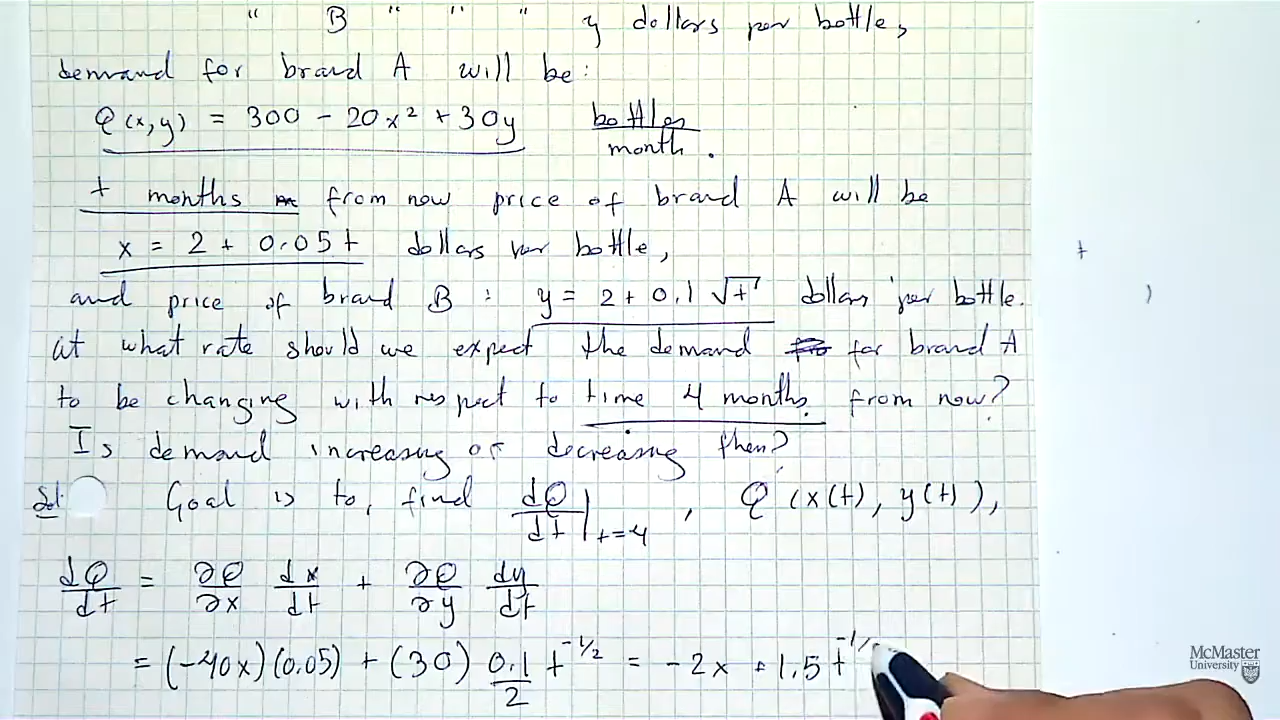 " B " " " y dollars per bottle,
demand for brand A will be:
Q(x,y) = 300 - 20x² + 30y bottles/month.
t months from now price of brand A will be
x = 2 + 0.05t dollars per bottle,
and price of brand B : y = 2 + 0.1 √t dollars per bottle.
at what rate should we expect the demand for brand A
to be changing with respect to time 4 months from now?
Is demand increasing or decreasing then?
Sol: Goal is to, find dQ/dt|t=4 , Q (x(t), y(t)),
dQ/dt = ∂Q/∂x dx/dt + ∂Q/∂y dy/dt
= (-40x)(0.05) + (30) 0.1/2 t^-1/2 = -2x + 1.5 t^-1/
t
)
McMaster
University